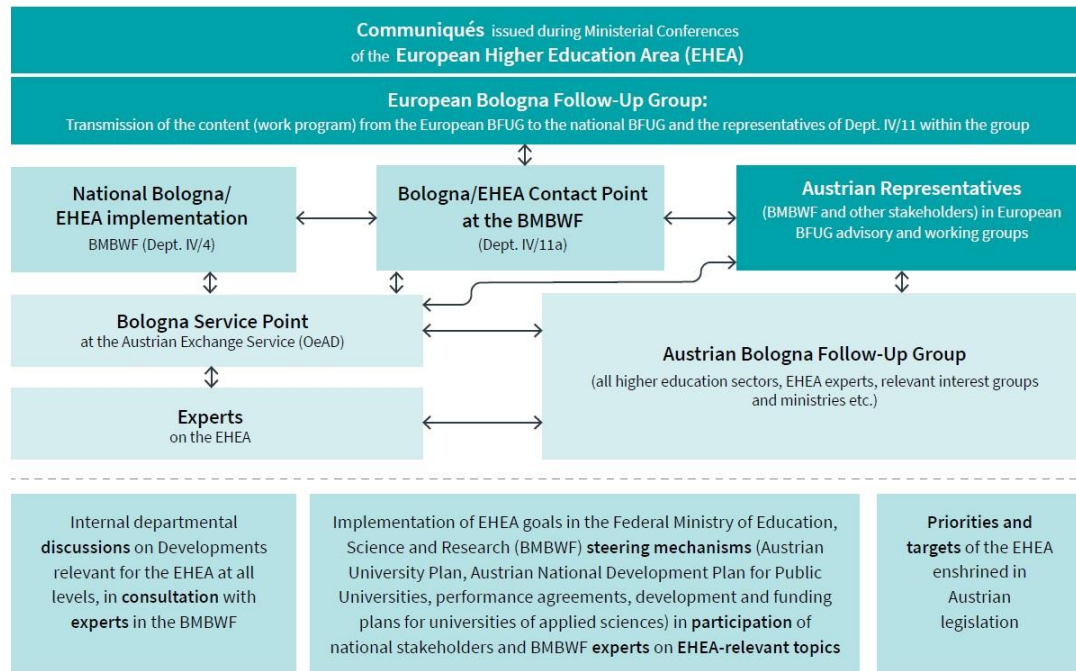 Communiqués issued during Ministerial Conferences
of the European Higher Education Area (EHEA)
European Bologna Follow-Up Group:
Transmission of the content (work program) from the European BFUG to the national BFUG and the representatives of Dept. IV/11 within the group
National Bologna/
EHEA implementation
BMBWF (Dept. IV/4)
Bologna/EHEA Contact Point
at the BMBWF
(Dept. IV/11a)
Austrian Representatives
(BMBWF and other stakeholders) in European
BFUG advisory and working groups
Bologna Service Point
at the Austrian Exchange Service (OeAD)
Austrian Bologna Follow-Up Group
(all higher education sectors, EHEA experts, relevant interest groups
and ministries etc.)
Experts
on the EHEA
Internal departmental
discussions on Developments
relevant for the EHEA at all
levels, in consultation with
experts in the BMBWF
Implementation of EHEA goals in the Federal Ministry of Education,
Science and Research (BMBWF) steering mechanisms (Austrian
University Plan, Austrian National Development Plan for Public
Universities, performance agreements, development and funding
plans for universities of applied sciences) in participation of
national stakeholders and BMBWF experts on EHEA-relevant topics
Priorities and
targets of the EHEA
enshrined in
Austrian
legislation